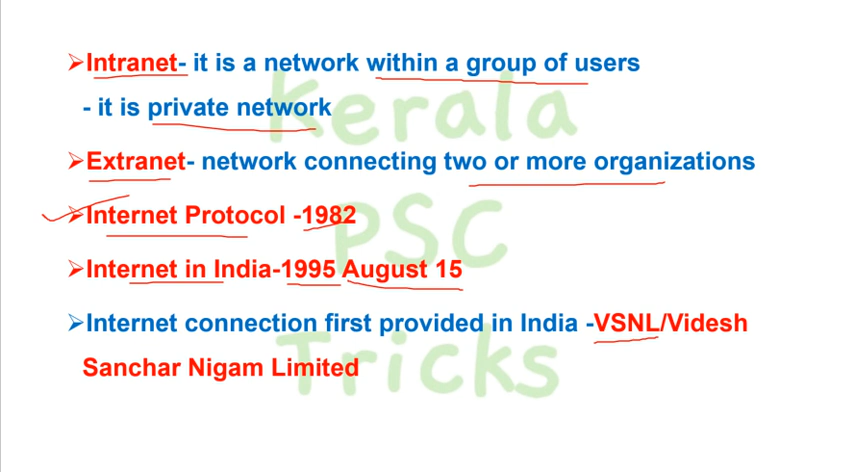 ➢Intranet- it is a network within a group of users
- it is private network
➢Extranet- network connecting two or more organizations
➢Internet Protocol -1982
➢Internet in India-1995 August 15
➢Internet connection first provided in India -VSNL/Videsh
Sanchar Nigam Limited
Kerala
PSC
Tricks